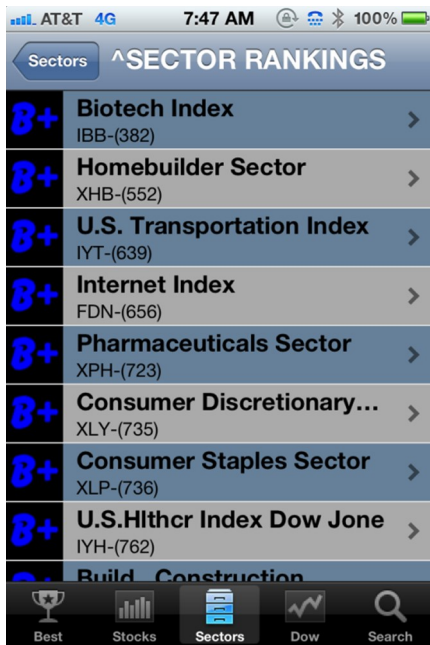 AT&T 4G 7:47 AM 100%
Sectors ^SECTOR RANKINGS
B+ Biotech Index
IBB-(382)
B+ Homebuilder Sector
XHB-(552)
B+ U.S. Transportation Index
IYT-(639)
B+ Internet Index
FDN-(656)
B+ Pharmaceuticals Sector
XPH-(723)
B+ Consumer Discretionary...
XLY-(735)
B+ Consumer Staples Sector
XLP-(736)
B+ U.S.Hlthcr Index Dow Jone
IYH-(762)
Construction
Best Stocks Sectors Dow Search